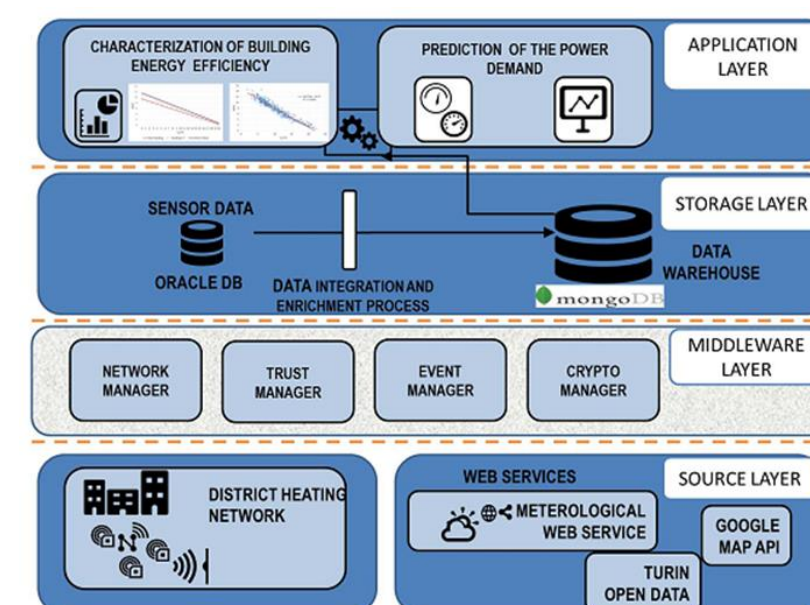 CHARACTERIZATION OF BUILDING
ENERGY EFFICIENCY
PREDICTION OF THE POWER
DEMAND
APPLICATION
LAYER
SENSOR DATA
ORACLE DB
DATA INTEGRATION AND
ENRICHMENT PROCESS
STORAGE LAYER
DATA
WAREHOUSE
mongoDB
NETWORK
MANAGER
TRUST
MANAGER
EVENT
MANAGER
CRYPTO
MANAGER
MIDDLEWARE
LAYER
DISTRICT HEATING
NETWORK
WEB SERVICES
SOURCE LAYER
METEROLOGICAL
WEB SERVICE
GOOGLE
MAP API
TURIN
OPEN DATA